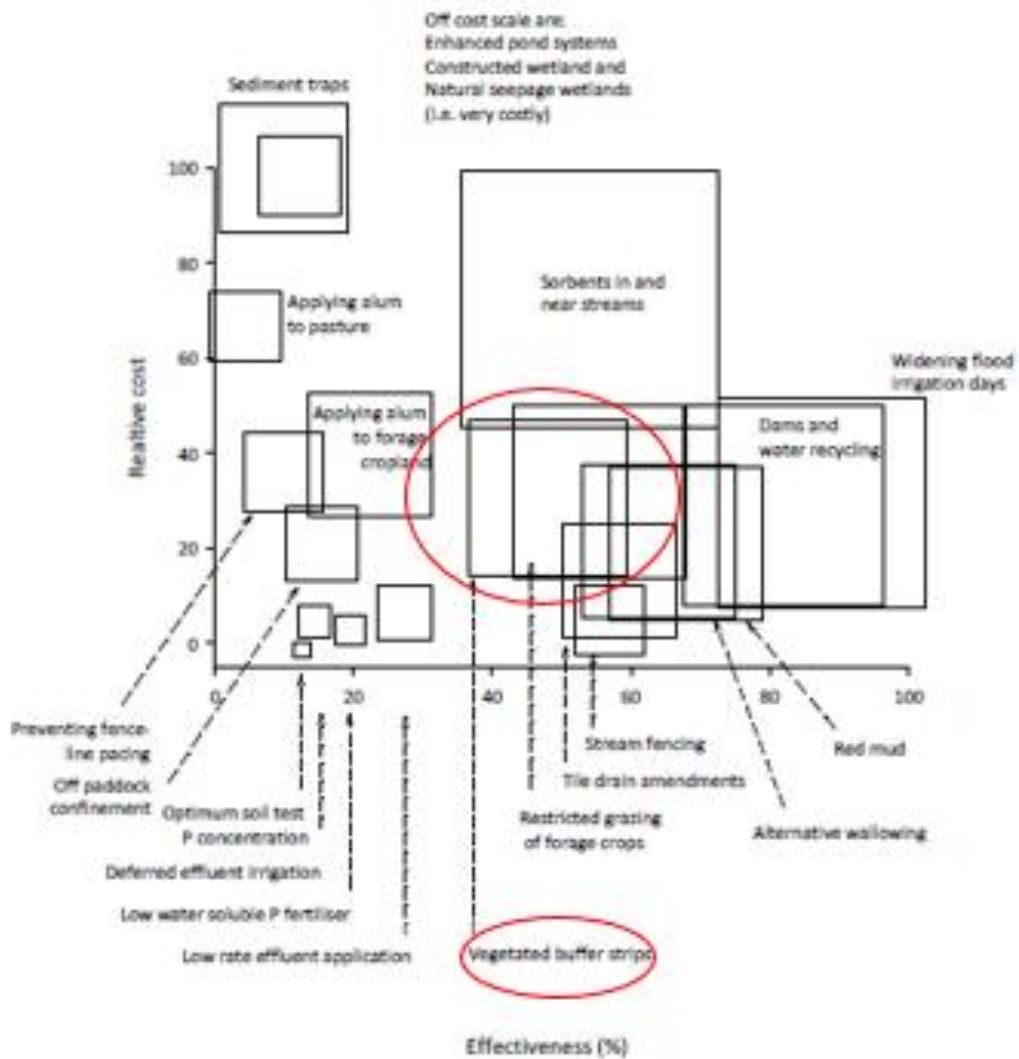 Off cost scale are:
Enhanced pond systems
Constructed wetland and
Natural seepage wetlands
(i.e. very costly)
Sediment traps
100
80
60
40
20
0
Realtive cost
Applying alum
to pasture
Sorbents in and
near streams
Widening flood
irrigation days
Applying alum
to forage
cropland
Dams and
water recycling
0
20
40
60
80
100
Preventing fence-
line pacing
Off paddock
confinement
Optimum soil test
P concentration
Deferred effluent irrigation
Low water soluble P fertiliser
Low rate effluent application
Stream fencing
Tile drain amendments
Restricted grazing
of forage crops
Red mud
Alternative wallowing
Vegetated buffer strips
Effectiveness (%)